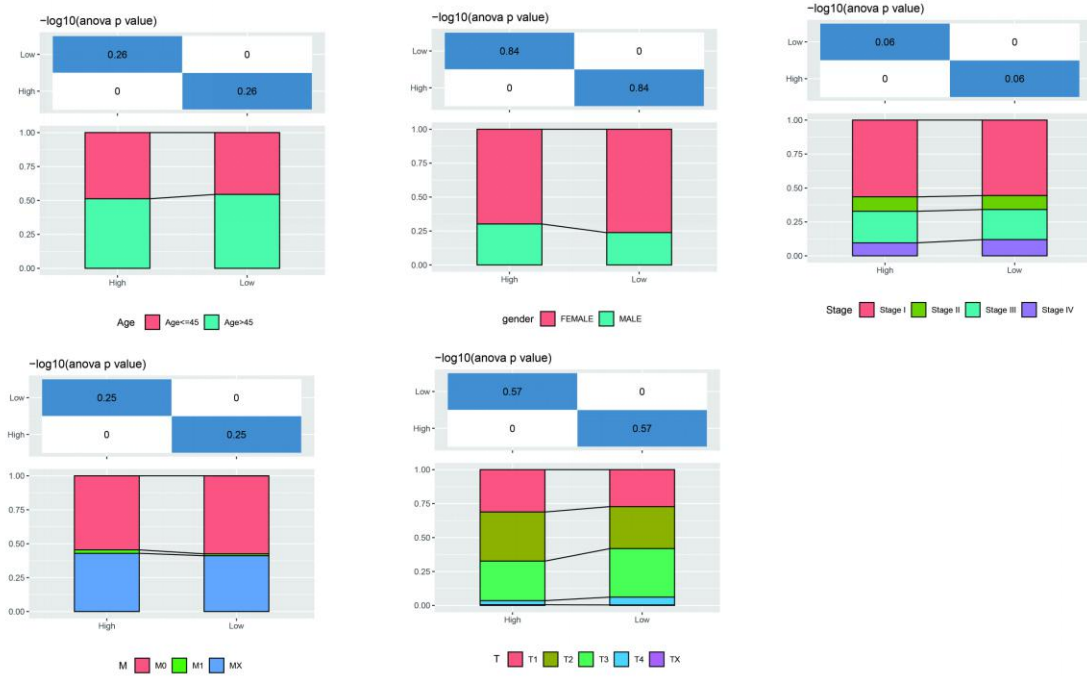 −log10(anova p value)
Low
0.26
0
High
0
0.26
1.00
0.75
0.50
0.25
0.00
High
Low
Age
Age<=45
Age>45
−log10(anova p value)
Low
0.84
0
High
0
0.84
1.00
0.75
0.50
0.25
0.00
High
Low
gender
FEMALE
MALE
−log10(anova p value)
Low
0.06
0
High
0
0.06
1.00
0.75
0.50
0.25
0.00
High
Low
Stage
Stage I
Stage II
Stage III
Stage IV
−log10(anova p value)
Low
0.25
0
High
0
0.25
1.00
0.75
0.50
0.25
0.00
High
Low
M
M0
M1
MX
−log10(anova p value)
Low
0.57
0
High
0
0.57
1.00
0.75
0.50
0.25
0.00
High
Low
T
T1
T2
T3
T4
TX